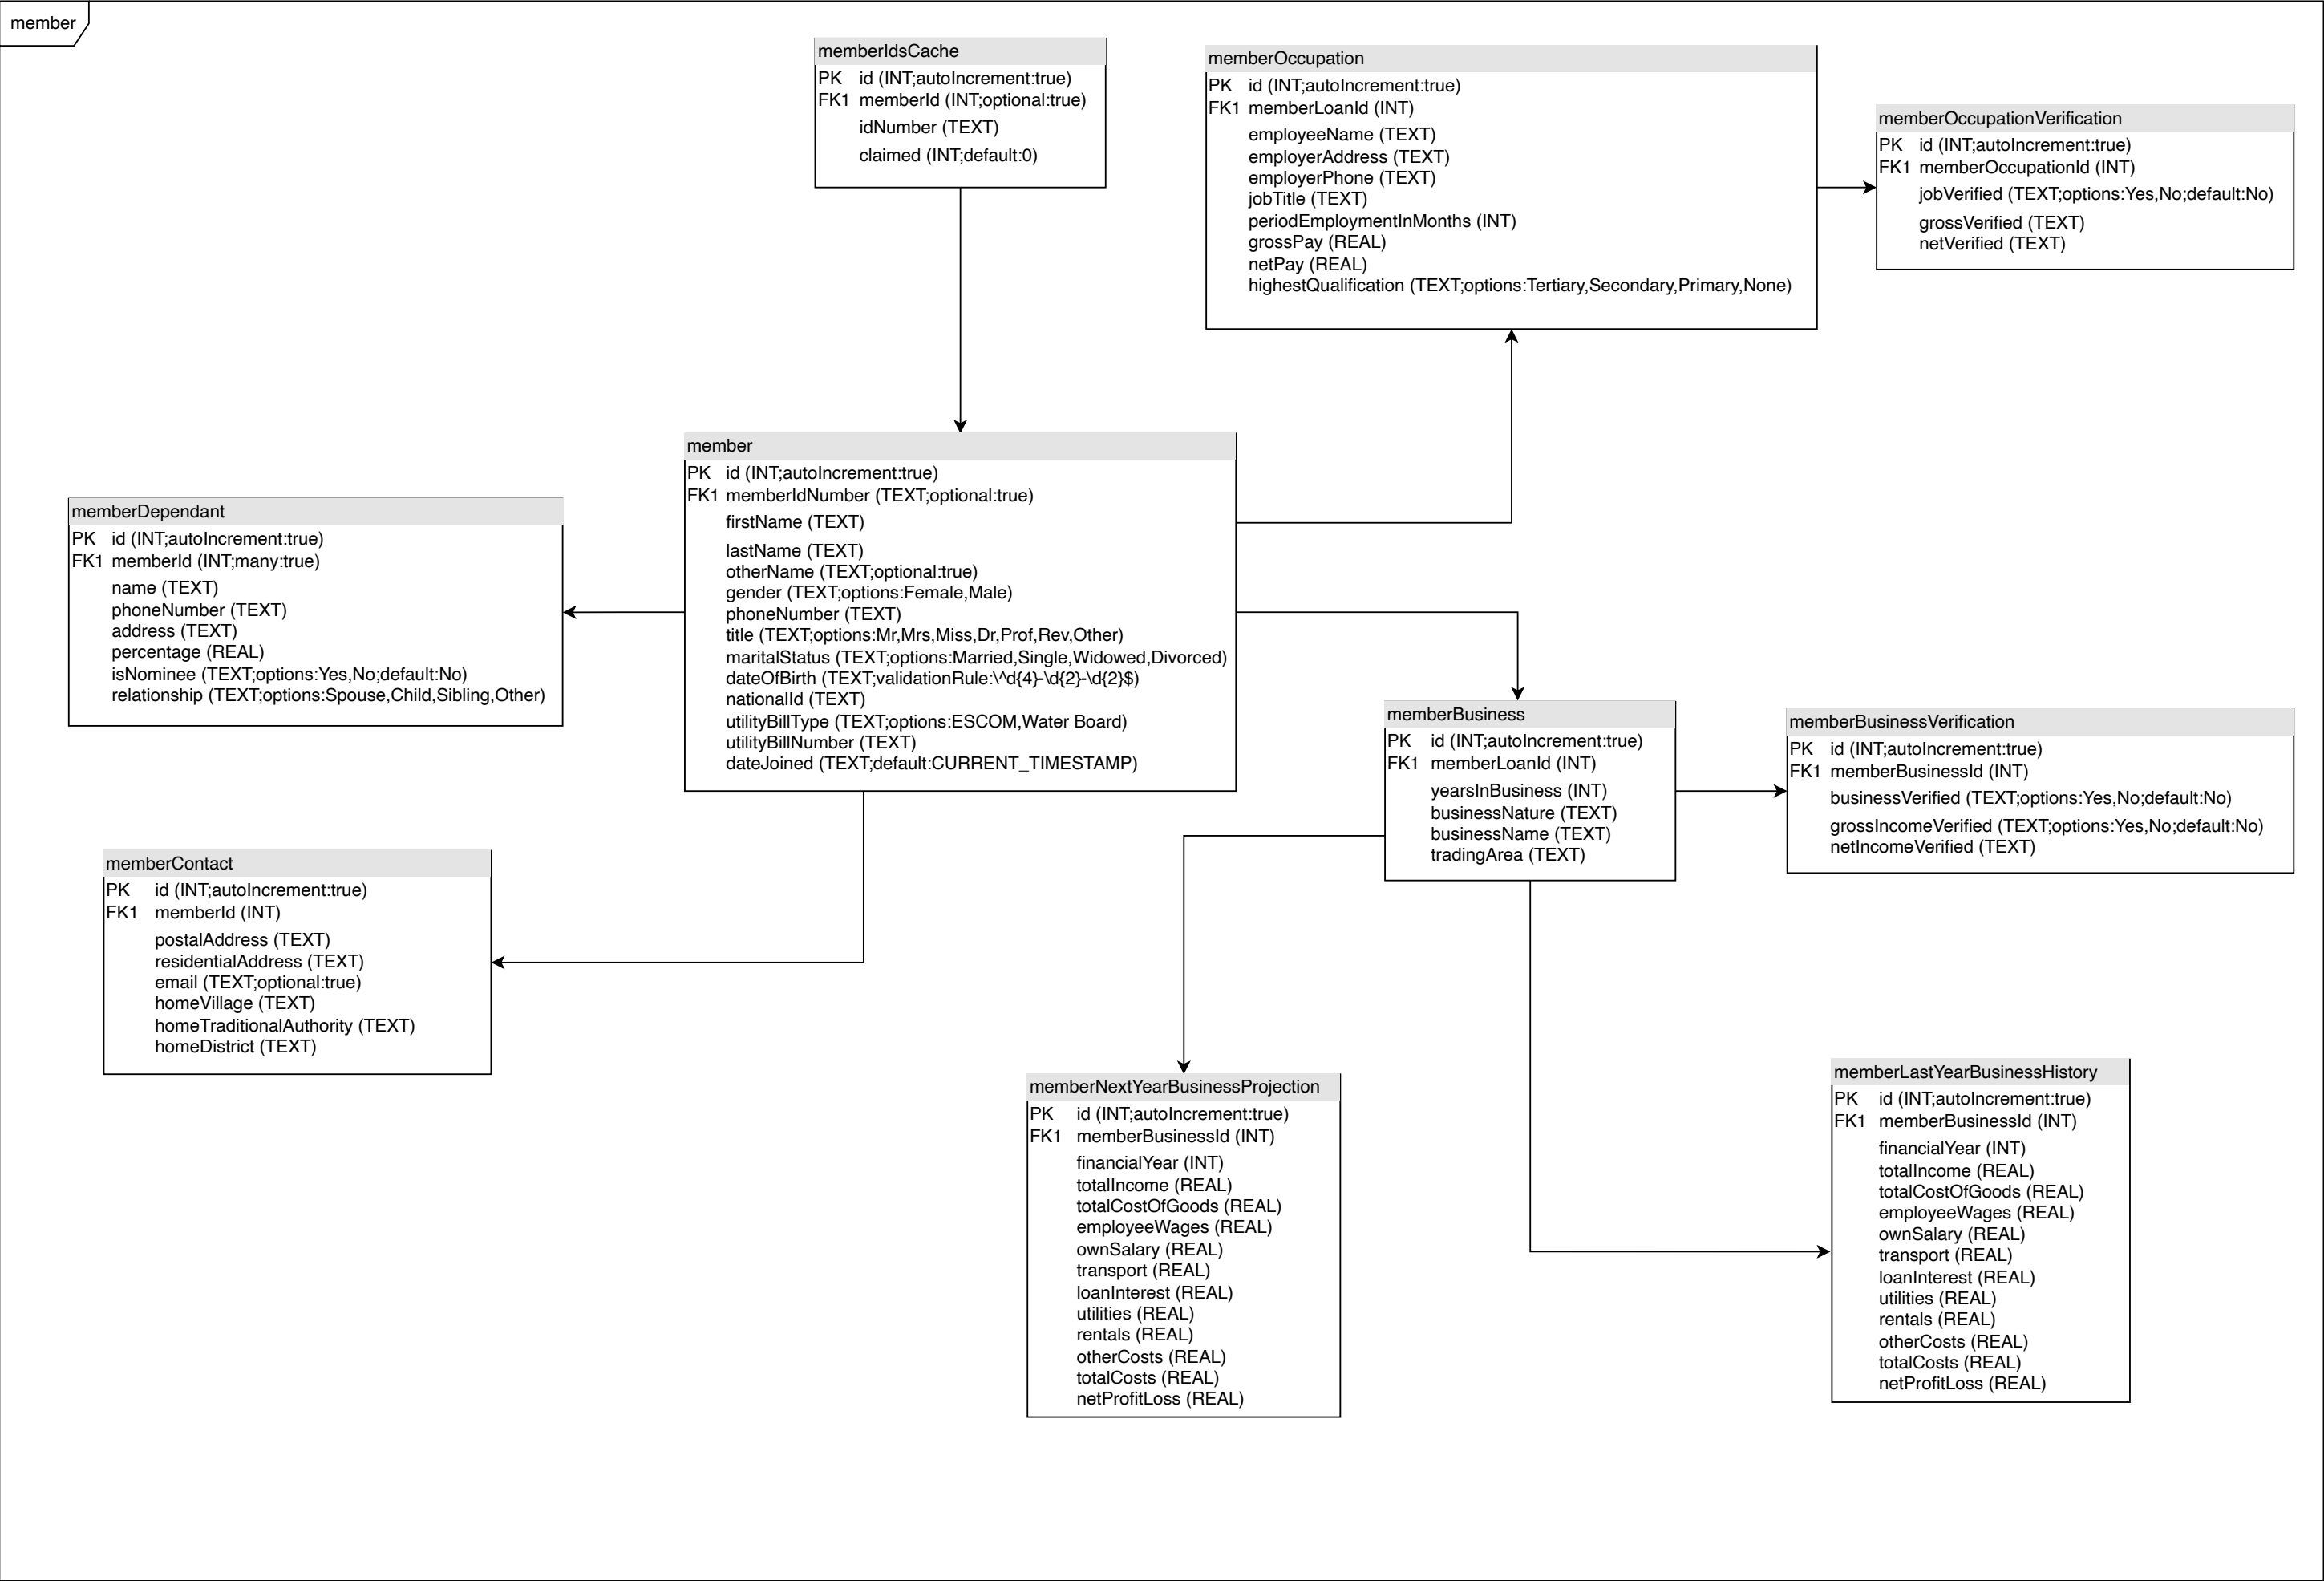 member
memberIdsCache
PK id (INT;autoIncrement:true)
FK1 memberId (INT;optional:true)
idNumber (TEXT)
claimed (INT;default:0)
memberOccupation
PK id (INT;autoIncrement:true)
FK1 memberLoanId (INT)
employeeName (TEXT)
employerAddress (TEXT)
employerPhone (TEXT)
jobTitle (TEXT)
periodEmploymentInMonths (INT)
grossPay (REAL)
netPay (REAL)
highestQualification (TEXT;options:Tertiary,Secondary,Primary,None)
memberOccupationVerification
PK id (INT;autoIncrement:true)
FK1 memberOccupationId (INT)
jobVerified (TEXT;options:Yes,No;default:No)
grossVerified (TEXT)
netVerified (TEXT)
member
PK id (INT;autoIncrement:true)
FK1 memberIdNumber (TEXT;optional:true)
firstName (TEXT)
lastName (TEXT)
otherName (TEXT;optional:true)
gender (TEXT;options:Female,Male)
phoneNumber (TEXT)
title (TEXT;options:Mr,Mrs,Miss,Dr,Prof,Rev,Other)
maritalStatus (TEXT;options:Married,Single,Widowed,Divorced)
dateOfBirth (TEXT;validationRule:\^d{4}-\d{2}-\d{2}$)
nationalId (TEXT)
utilityBillType (TEXT;options:ESCOM,Water Board)
utilityBillNumber (TEXT)
dateJoined (TEXT;default:CURRENT_TIMESTAMP)
memberDependant
PK id (INT;autoIncrement:true)
FK1 memberId (INT;many:true)
name (TEXT)
phoneNumber (TEXT)
address (TEXT)
percentage (REAL)
isNominee (TEXT;options:Yes,No;default:No)
relationship (TEXT;options:Spouse,Child,Sibling,Other)
memberBusiness
PK id (INT;autoIncrement:true)
FK1 memberLoanId (INT)
yearsInBusiness (INT)
businessNature (TEXT)
businessName (TEXT)
tradingArea (TEXT)
memberBusinessVerification
PK id (INT;autoIncrement:true)
FK1 memberBusinessId (INT)
businessVerified (TEXT;options:Yes,No;default:No)
grossIncomeVerified (TEXT;options:Yes,No;default:No)
netIncomeVerified (TEXT)
memberContact
PK id (INT;autoIncrement:true)
FK1 memberId (INT)
postalAddress (TEXT)
residentialAddress (TEXT)
email (TEXT;optional:true)
homeVillage (TEXT)
homeTraditionalAuthority (TEXT)
homeDistrict (TEXT)
memberNextYearBusinessProjection
PK id (INT;autoIncrement:true)
FK1 memberBusinessId (INT)
financialYear (INT)
totalIncome (REAL)
totalCostOfGoods (REAL)
employeeWages (REAL)
ownSalary (REAL)
transport (REAL)
loanInterest (REAL)
utilities (REAL)
rentals (REAL)
otherCosts (REAL)
totalCosts (REAL)
netProfitLoss (REAL)
memberLastYearBusinessHistory
PK id (INT;autoIncrement:true)
FK1 memberBusinessId (INT)
financialYear (INT)
totalIncome (REAL)
totalCostOfGoods (REAL)
employeeWages (REAL)
ownSalary (REAL)
transport (REAL)
loanInterest (REAL)
utilities (REAL)
rentals (REAL)
otherCosts (REAL)
totalCosts (REAL)
netProfitLoss (REAL)